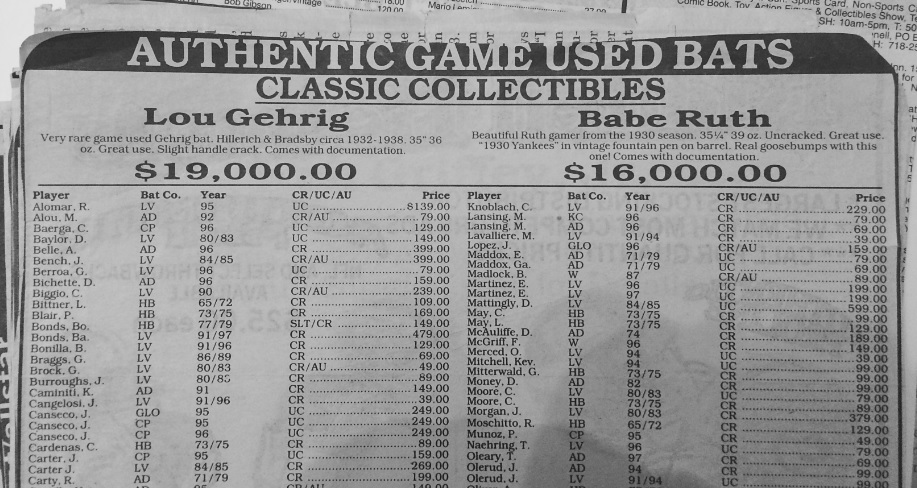 Bob Gibson
120.00
AUTHENTIC GAME USED BATS
CLASSIC COLLECTIBLES
Lou Gehrig
Very rare game used Gehrig bat. Hillerich & Bradsby circa 1932-1938. 35" 36
oz. Great use. Slight handle crack. Comes with documentation.
$19,000.00
Babe Ruth
Beautiful Ruth gamer from the 1930 season. 35¼" 39 oz. Uncracked. Great use.
"1930 Yankees" in vintage fountain pen on barrel. Real goosebumps with this
one! Comes with documentation.
$16,000.00
Player Bat Co. Year CR/UC/AU Price
Alomar, R. LV 95 UC $139.00
Alou, M. AD 92 CR/AU 79.00
Baerga, C. CP 96 UC 129.00
Baylor, D. LV 80/83 UC 149.00
Belle, A. AD 96 CR 399.00
Bench, J. LV 84/85 CR/AU 399.00
Berroa, G. LV 96 UC 79.00
Bichette, D. AD 96 CR 159.00
Biggio, C. LV 90 CR/AU 239.00
Bittner, L. HB 65/72 CR 109.00
Blair, P. HB 73/75 CR 169.00
Bonds, Bo. HB 77/79 SLT/CR 149.00
Bonds, Ba. LV 91/97 CR 479.00
Bonilla, B. LV 91/96 CR 129.00
Braggs, G. LV 86/89 CR 69.00
Brock, G. LV 80/83 CR/AU 49.00
Burroughs, J. LV 80/85 CR 89.00
Caminiti, K. AD 91 CR 149.00
Cangelosi, J. LV 91/96 CR 39.00
Canseco, J. GLO 95 UC 249.00
Canseco, J. CP 95 UC 249.00
Canseco, J. CP 96 UC 249.00
Cardenas, C. HB 73/75 CR 89.00
Carter, J. CP 95 UC 159.00
Carter J. LV 84/85 CR 269.00
Carty, R. AD 71/79 CR 199.00
Player Bat Co. Year CR/UC/AU Price
Knoblach, C. LV 91/96 CR 229.00
Lansing, M. KC 96 CR 79.00
Lansing, M. AD 96 CR 69.00
Lavaliere, M. LV 91/94 CR 39.00
Lopez, J. GLO 96 CR/AU 159.00
Maddox, E. AD 71/79 UC 79.00
Maddox, Ga. AD 71/79 UC 69.00
Madlock, B. W 87 CR/AU 89.00
Martinez, E. LV 96 UC 199.00
Martinez, E. LV 97 UC 199.00
Mattingly, D. LV 84/85 UC 599.00
May, C. HB 73/75 CR 99.00
May, L. HB 73/75 CR 129.00
McAuliffe, D. AD 74 CR 189.00
McGriff, F. W 96 CR 149.00
Merced, O. LV 94 UC 39.00
Mitchell, Kev. LV 94 UC 99.00
Mitterwald, G. HB 73/75 CR 99.00
Money, D. AD 82 CR 99.00
Moore, C. LV 80/83 UC 79.00
Moore, C. HB 73/75 CR 89.00
Morgan, J. LV 80/83 CR 379.00
Moschitto, R. HB 65/72 CR 129.00
Munoz, P. CP 95 CR 49.00
Naehring, T. LV 96 UC 79.00
Oleary, T. AD 97 CR 69.00
Olerud, J. AD 94 CR 99.00
Olerud, J. LV 91/94 UC 99.00